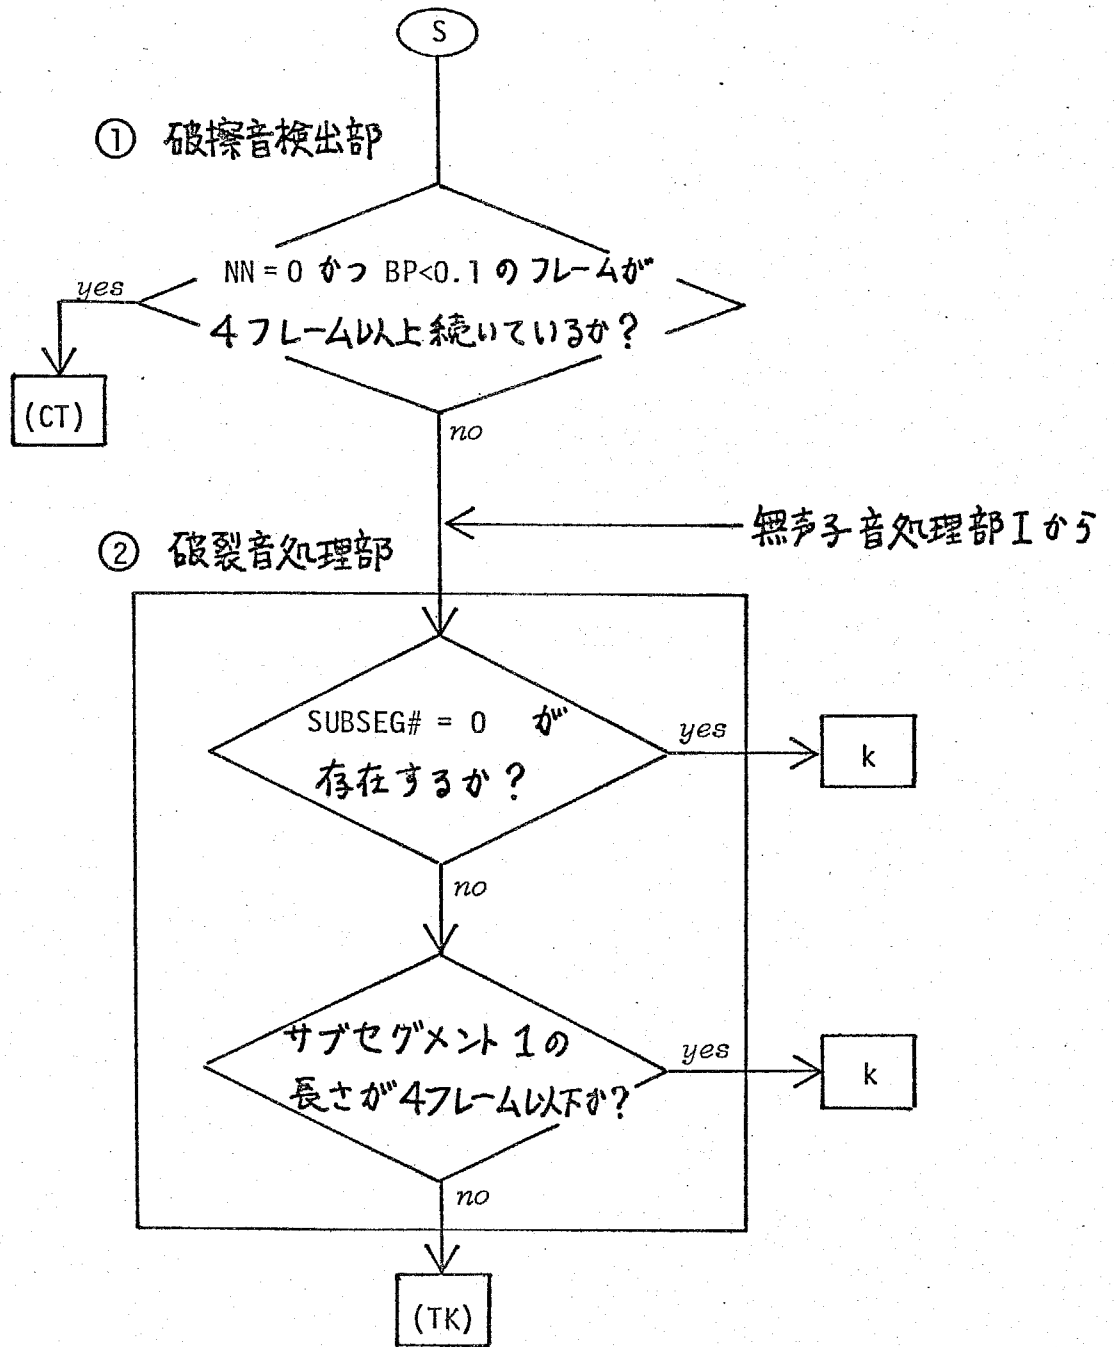 S
① 破擦音検出部
NN = 0 かつ BP<0.1 のフレームが
4フレーム以上続いているか?
yes
(CT)
no
無声子音処理部Iから
② 破裂音処理部
SUBSEG# = 0 が
存在するか?
yes
k
no
サブセグメント1の
長さが4フレーム以下か?
yes
k
no
(TK)